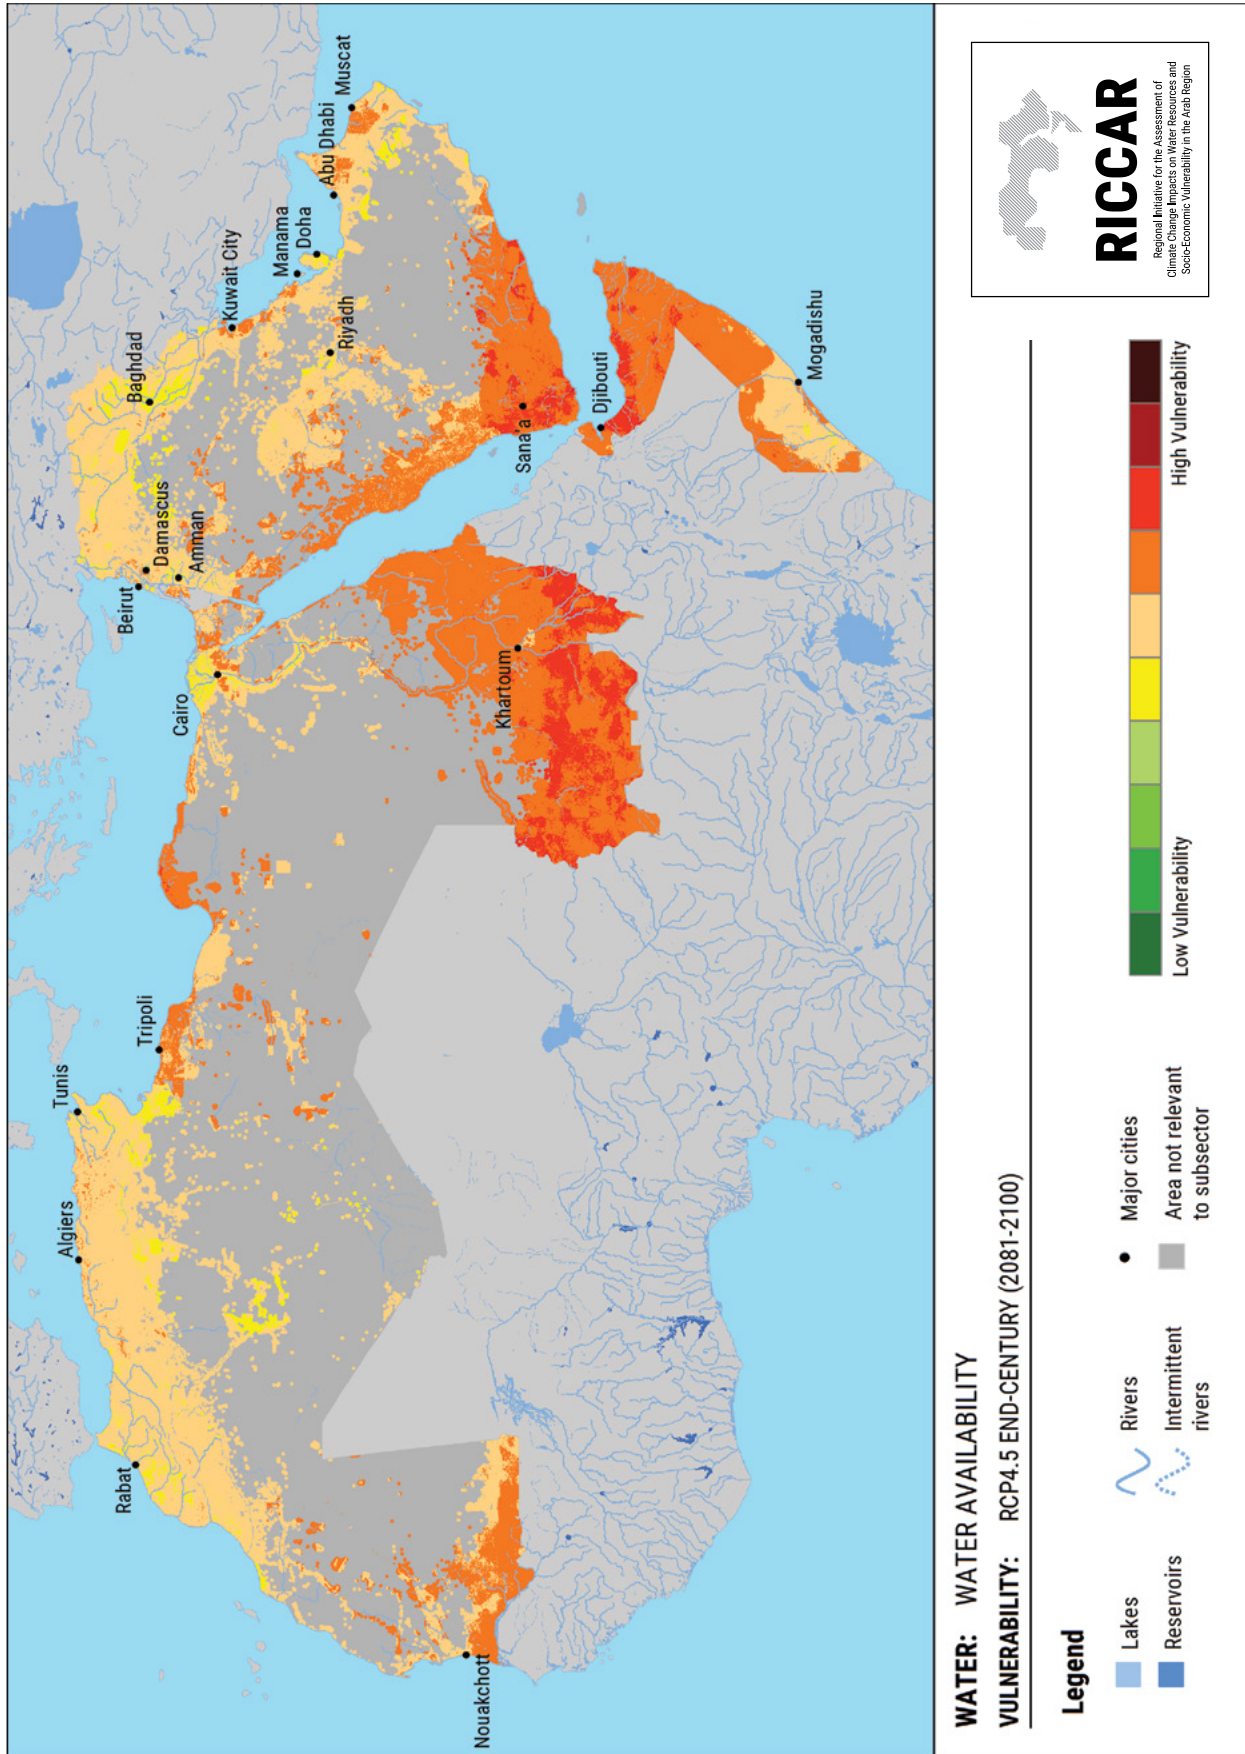 Muscat
Abu Dhabi
Manama
Doha
Kuwait City
Riyadh
Baghdad
Damascus
Amman
Beirut
Cairo
Sana'a
Djibouti
Mogadishu
Khartoum
Tripoli
Tunis
Algiers
Rabat
Nouakchott
WATER: WATER AVAILABILITY
VULNERABILITY: RCP4.5 END-CENTURY (2081-2100)
Legend
Lakes
Reservoirs
Rivers
Intermittent
rivers
Major cities
Area not relevant
to subsector
Low Vulnerability
High Vulnerability
RICCAR
Regional Initiative for the Assessment of
Climate Change Impacts on Water Resources and
Socio-Economic Vulnerability in the Arab Region